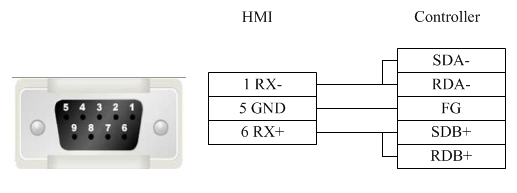 HMI Controller
SDA-
1 RX- RDA-
5 GND FG
6 RX+ SDB+
RDB+
5 4 3 2 1
9 8 7 6